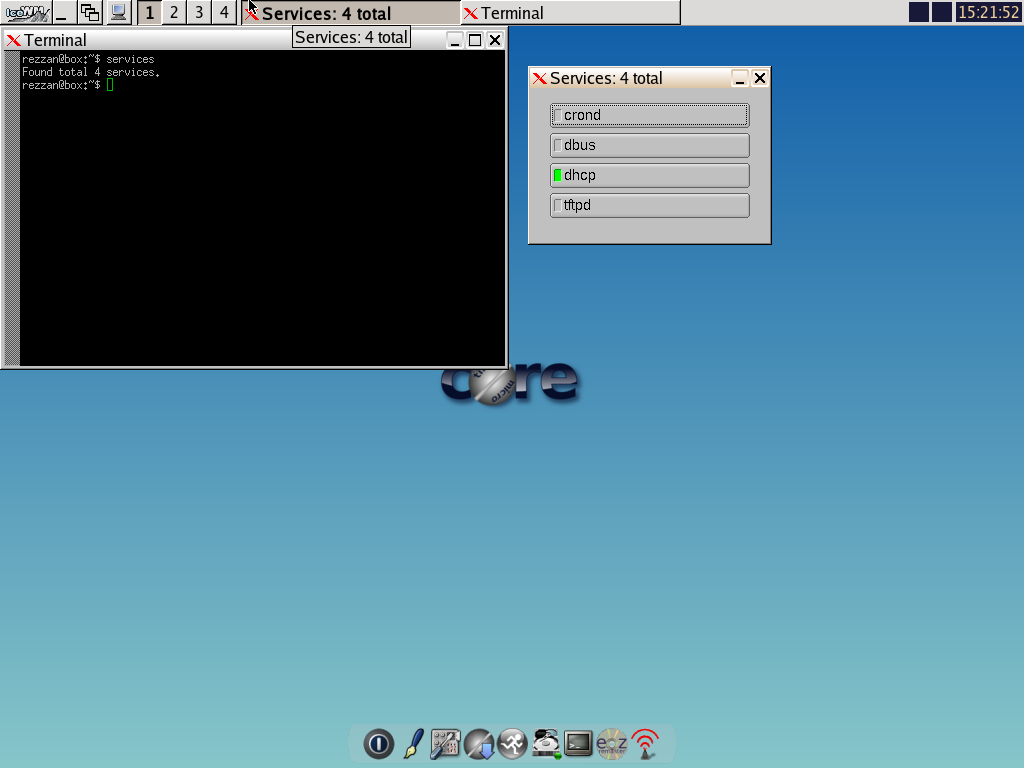 IceWM
1 2 3 4
Services: 4 total
Terminal
15:21:52
Services: 4 total
Terminal
rezzan@box:~$ services
Found total 4 services.
rezzan@box:~$
Services: 4 total
crond
dbus
dhcp
tftpd
core
micro
ezremaster